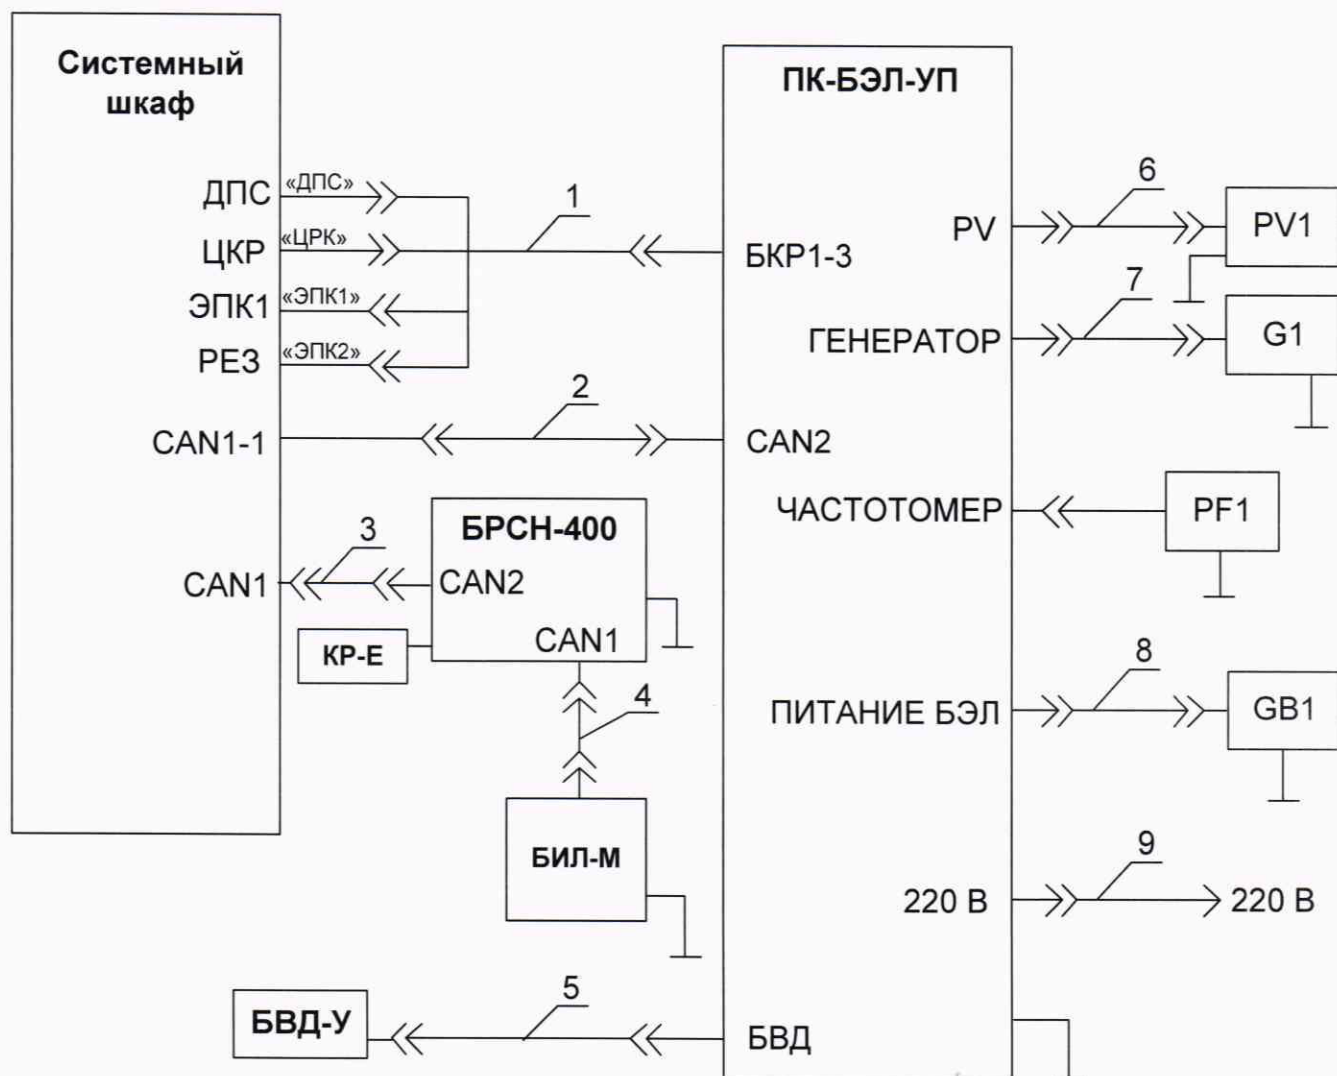 Системный
шкаф
ДПС
«ДПС»
ЦКР
«ЦРК»
ЭПК1
«ЭПК1»
РЕЗ
«ЭПК2»
CAN1-1
CAN1
1
2
3
БРСН-400
CAN2
CAN1
КР-Е
4
БИЛ-М
БВД-У
5
ПК-БЭЛ-УП
БКР1-3
CAN2
БВД
PV
6
PV1
ГЕНЕРАТОР
7
G1
ЧАСТОТОМЕР
PF1
ПИТАНИЕ БЭЛ
8
GB1
220 В
9
220 В